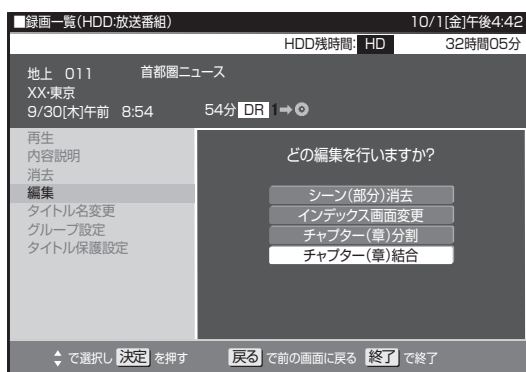 録画一覧(HDD:放送番組) 10/1[金]午後4:42
HDD残時間: HD 32時間05分
地上 011 首都圏ニュース
XX・東京
9/30[木]午前 8:54 54分 DR 1➡
再生
内容説明
消去
編集
タイトル名変更
グループ設定
タイトル保護設定
どの編集を行いますか?
シーン(部分)消去
インデックス画面変更
チャプター(章)分割
チャプター(章)結合
で選択し 決定 を押す 戻る で前の画面に戻る 終了 で終了